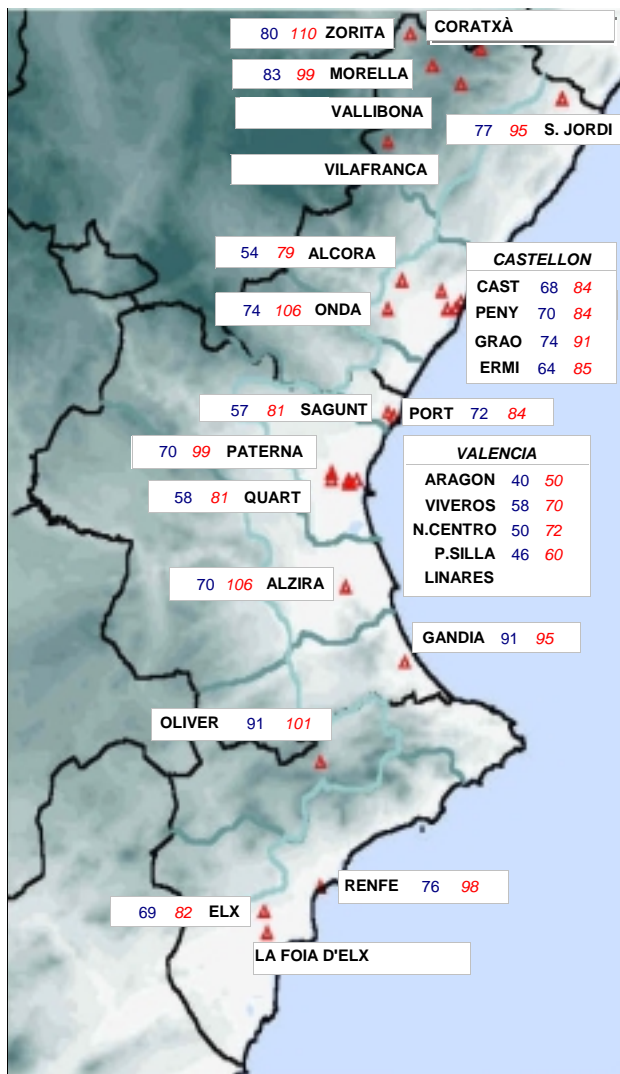 80 110 ZORITA
CORATXÀ
83 99 MORELLA
VALLIBONA
77 95 S. JORDI
VILAFRANCA
54 79 ALCORA
74 106 ONDA
CASTELLON
CAST 68 84
PENY 70 84
GRAO 74 91
ERMI 64 85
57 81 SAGUNT
PORT 72 84
70 99 PATERNA
58 81 QUART
VALENCIA
ARAGON 40 50
VIVEROS 58 70
N.CENTRO 50 72
P.SILLA 46 60
LINARES
70 106 ALZIRA
GANDIA 91 95
OLIVER 91 101
RENFE 76 98
69 82 ELX
LA FOIA D'ELX